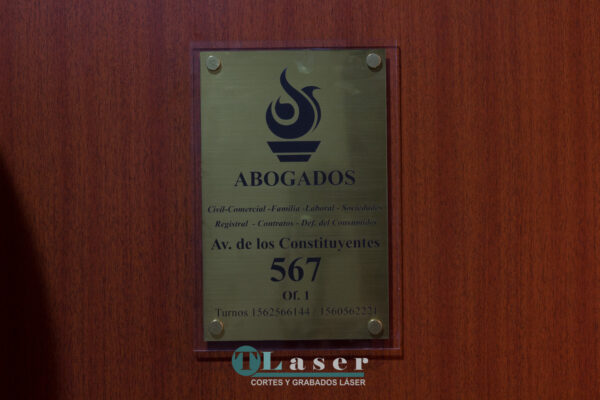 ABOGADOS
Civil-Comercial -Familia -Laboral - Sociedades
Registral - Contratos - Def. del Consumidor
Av. de los Constituyentes
567
Of. 1
Turnos 1562566144 / 1560562221
TLaser
CORTES Y GRABADOS LÁSER